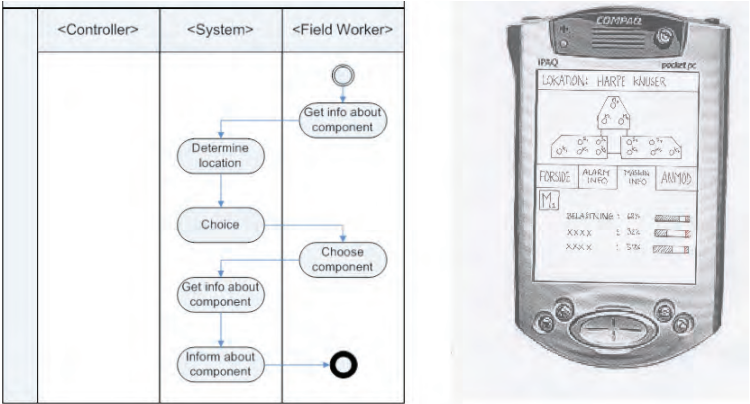 <Controller>
<System>
<Field Worker>
Get info about
component
Determine
location
Choice
Choose
component
Get info about
component
Inform about
component
COMPAQ
iPAQ
pocket pc
LOKATION: HARPE KNUSER
FORSIDE
ALARM
INFO
MASKIN
INFO
ANMOD
M1
BELASTNING : 68%
XXXX : 32%
XXXX : 57%